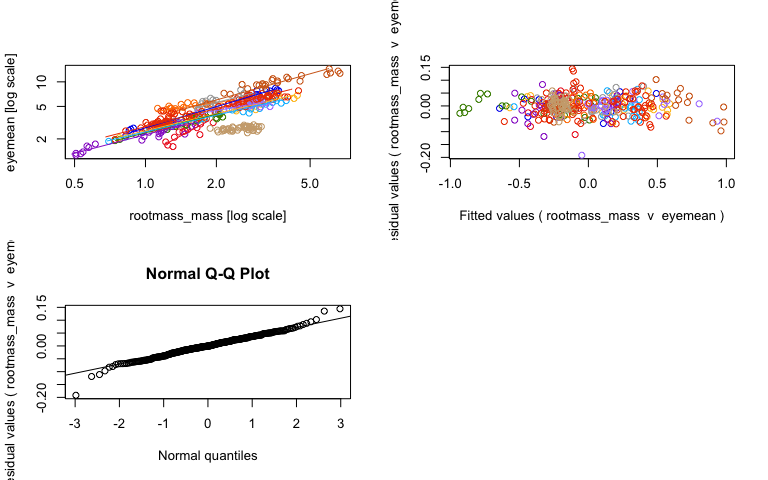 eyemean [log scale]
10
5
2
0.5 1.0 2.0 5.0
rootmass_mass [log scale]
esidual values ( rootmass_mass v eyem
0.15
0.00
-0.20
-1.0 -0.5 0.0 0.5 1.0
Fitted values ( rootmass_mass v eyemean )
Normal Q-Q Plot
esidual values ( rootmass_mass v eyem
0.15
0.00
-0.20
-3 -2 -1 0 1 2 3
Normal quantiles